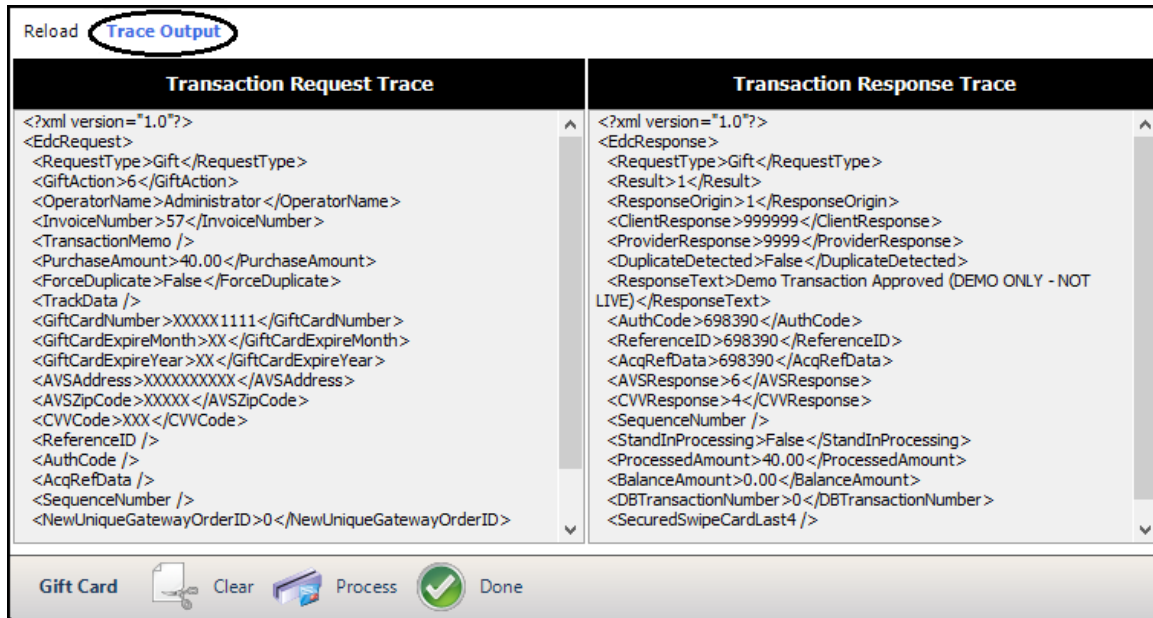 Reload Trace Output
Transaction Request Trace
<?xml version="1.0"?>
<EdcRequest>
<RequestType>Gift</RequestType>
<GiftAction>6</GiftAction>
<OperatorName>Administrator</OperatorName>
<InvoiceNumber>57</InvoiceNumber>
<TransactionMemo />
<PurchaseAmount>40.00</PurchaseAmount>
<ForceDuplicate>False</ForceDuplicate>
<TrackData />
<GiftCardNumber>XXXXX1111</GiftCardNumber>
<GiftCardExpireMonth>XX</GiftCardExpireMonth>
<GiftCardExpireYear>XX</GiftCardExpireYear>
<AVSAddress>XXXXXXXXXX</AVSAddress>
<AVSZipCode>XXXXX</AVSZipCode>
<CVVCode>XXX</CVVCode>
<ReferenceID />
<AuthCode />
<AcqRefData />
<SequenceNumber />
<NewUniqueGatewayOrderID>0</NewUniqueGatewayOrderID>
Transaction Response Trace
<?xml version="1.0"?>
<EdcResponse>
<RequestType>Gift</RequestType>
<Result>1</Result>
<ResponseOrigin>1</ResponseOrigin>
<ClientResponse>999999</ClientResponse>
<ProviderResponse>9999</ProviderResponse>
<DuplicateDetected>False</DuplicateDetected>
<ResponseText>Demo Transaction Approved (DEMO ONLY - NOT
LIVE)</ResponseText>
<AuthCode>698390</AuthCode>
<ReferenceID>698390</ReferenceID>
<AcqRefData>698390</AcqRefData>
<AVSResponse>6</AVSResponse>
<CVVResponse>4</CVVResponse>
<SequenceNumber />
<StandInProcessing>False</StandInProcessing>
<ProcessedAmount>40.00</ProcessedAmount>
<BalanceAmount>0.00</BalanceAmount>
<DBTransactionNumber>0</DBTransactionNumber>
<SecuredSwipeCardLast4 />
Gift Card Clear Process Done